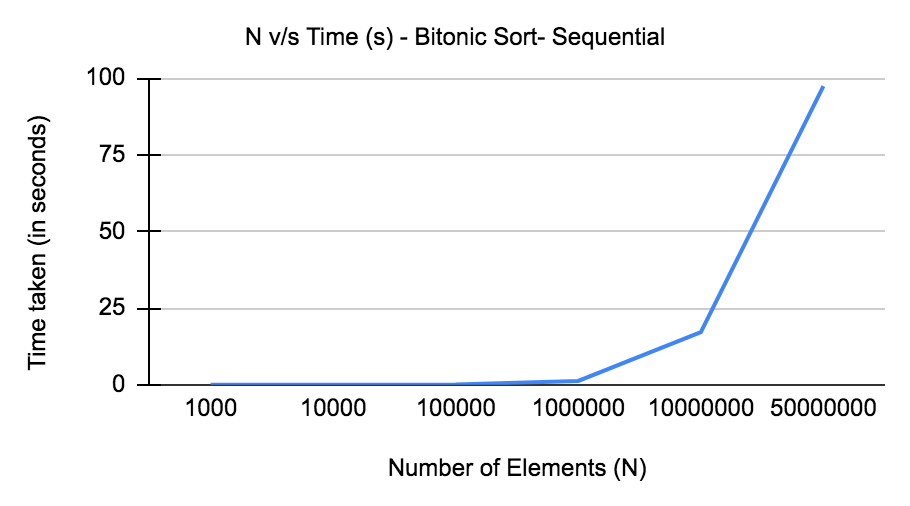 N v/s Time (s) - Bitonic Sort- Sequential
Time taken (in seconds)
100
75
50
25
0
1000 10000 100000 1000000 10000000 50000000
Number of Elements (N)